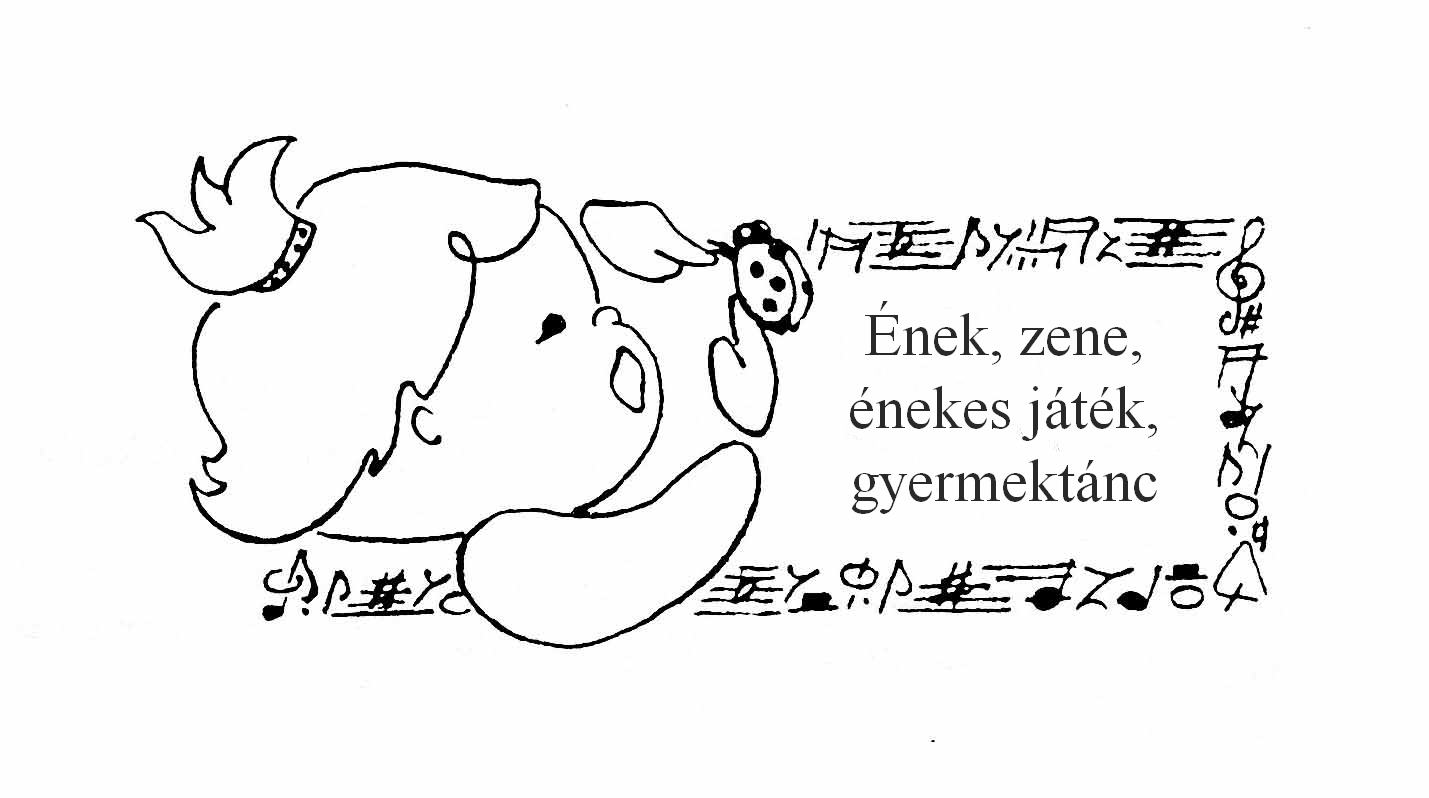 Ének, zene,
énekes játék,
gyermektánc